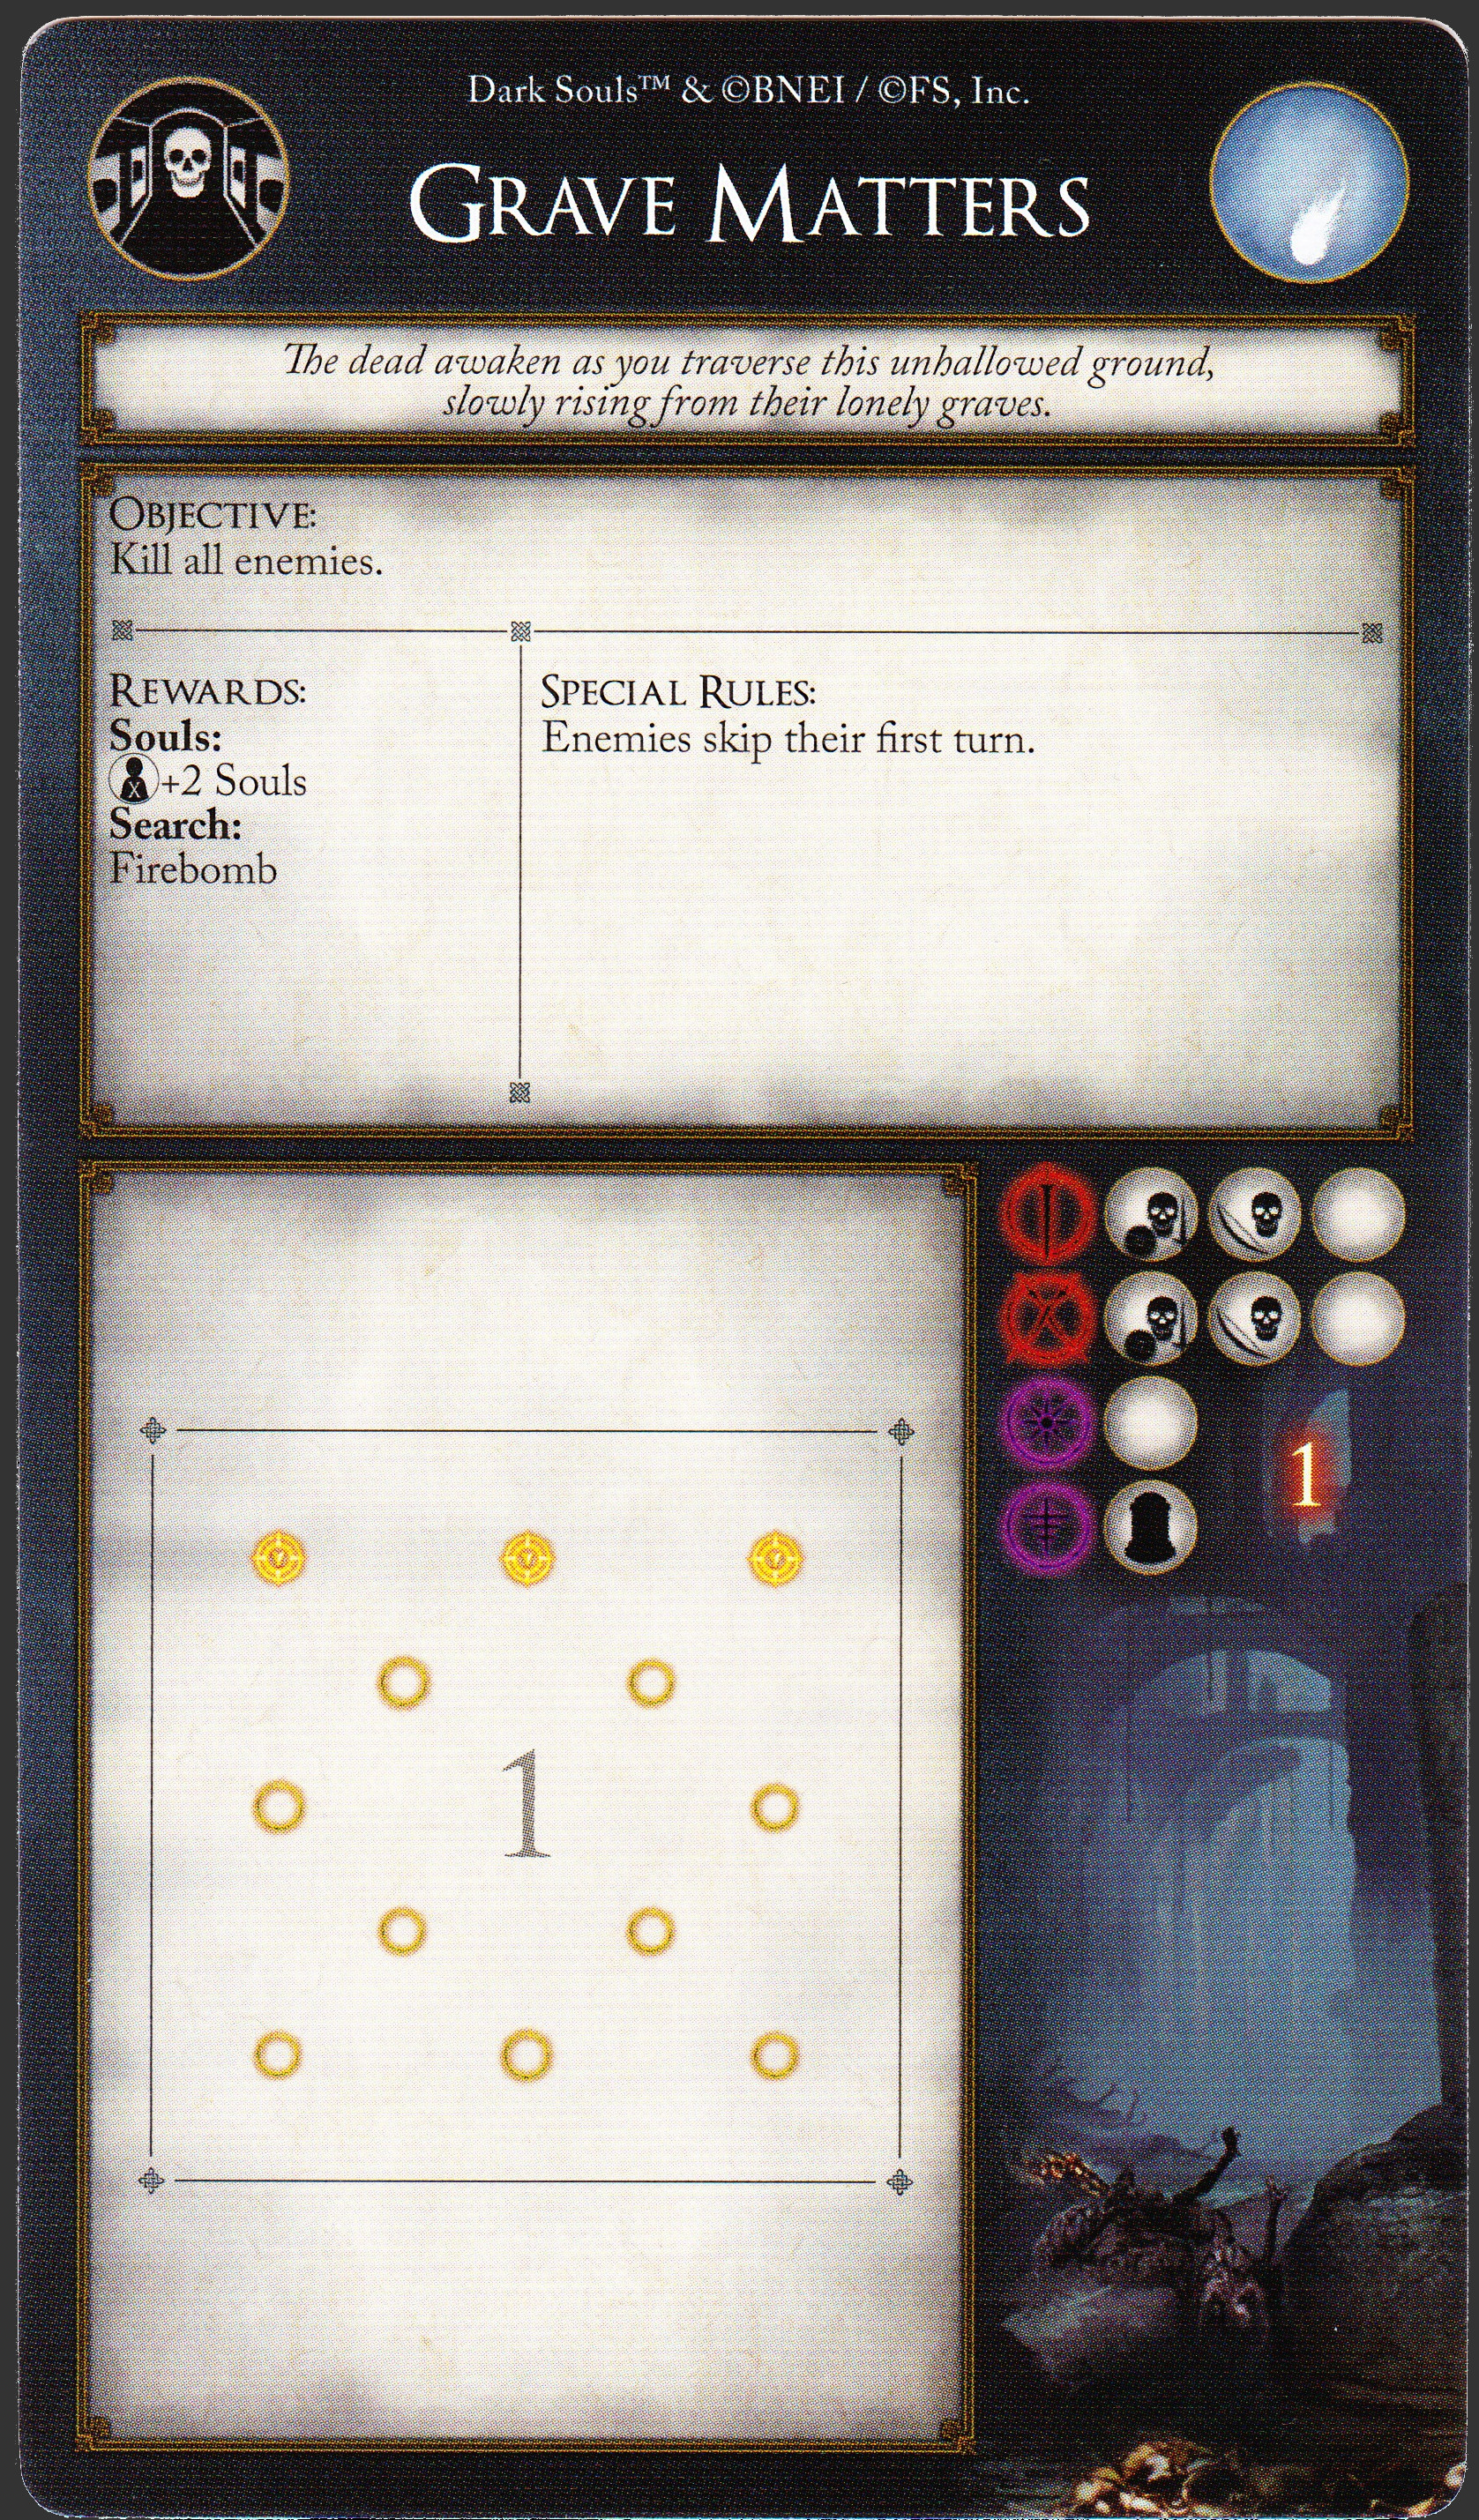 Dark Souls™ & ©BNEI / ©FS, Inc.
Grave Matters
The dead awaken as you traverse this unhallowed ground,
slowly rising from their lonely graves.
Objective:
Kill all enemies.
Rewards:
Souls:
X +2 Souls
Search:
Firebomb
Special Rules:
Enemies skip their first turn.
1
1